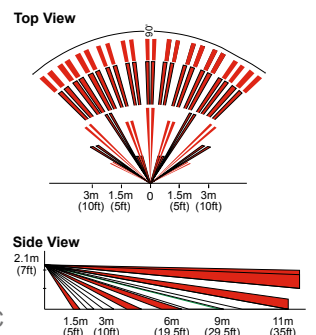 Top View
90°
3m 1.5m 0 1.5m 3m
(10ft) (5ft) (5ft) (10ft)
Side View
2.1m
(7ft)
C
1.5m 3m 6m 9m 11m
(5ft) (10ft) (19.5ft) (29.5ft) (35ft)